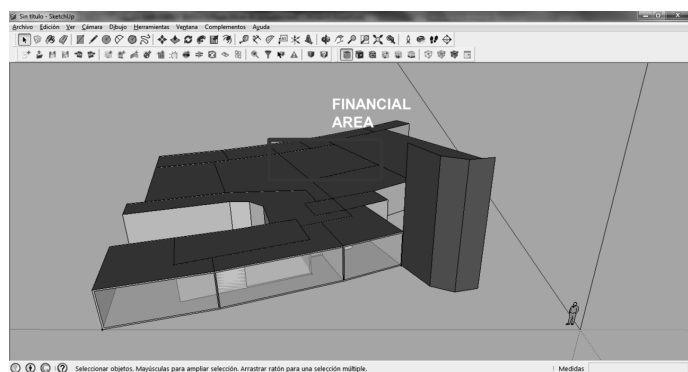 Sin título - SketchUp
Archivo Edición Ver Cámara Dibujo Herramientas Ventana Complementos Ayuda
FINANCIAL
AREA
Seleccionar objetos. Mayúsculas para ampliar selección. Arrastrar ratón para una selección múltiple.
Medidas